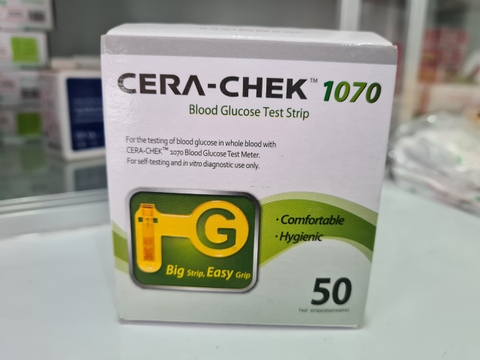 CERA-CHEK™ 1070
Blood Glucose Test Strip
For the testing of blood glucose in whole blood with
CERA-CHEK™ 1070 Blood Glucose Test Meter.
For self-testing and in vitro diagnostic use only.
G
· Comfortable
· Hygienic
Big Strip, Easy Grip
50